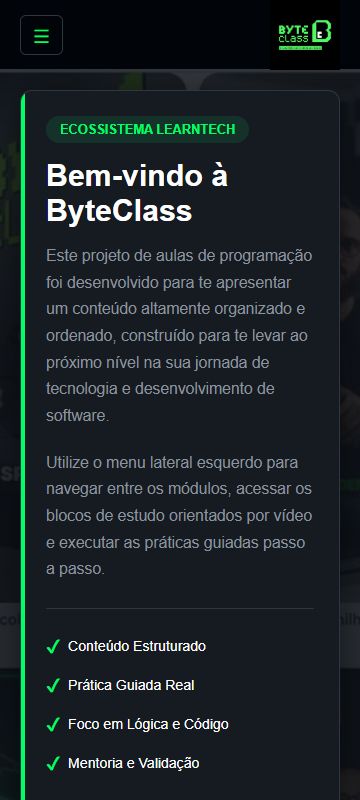 BYTE
CLASS
ECOSSISTEMA LEARNTECH
Bem-vindo à
ByteClass
Este projeto de aulas de programação
foi desenvolvido para te apresentar
um conteúdo altamente organizado e
ordenado, construído para te levar ao
próximo nível na sua jornada de
tecnologia e desenvolvimento de
software.
Utilize o menu lateral esquerdo para
navegar entre os módulos, acessar os
blocos de estudo orientados por vídeo
e executar as práticas guiadas passo
a passo.
✓ Conteúdo Estruturado
✓ Prática Guiada Real
✓ Foco em Lógica e Código
✓ Mentoria e Validação